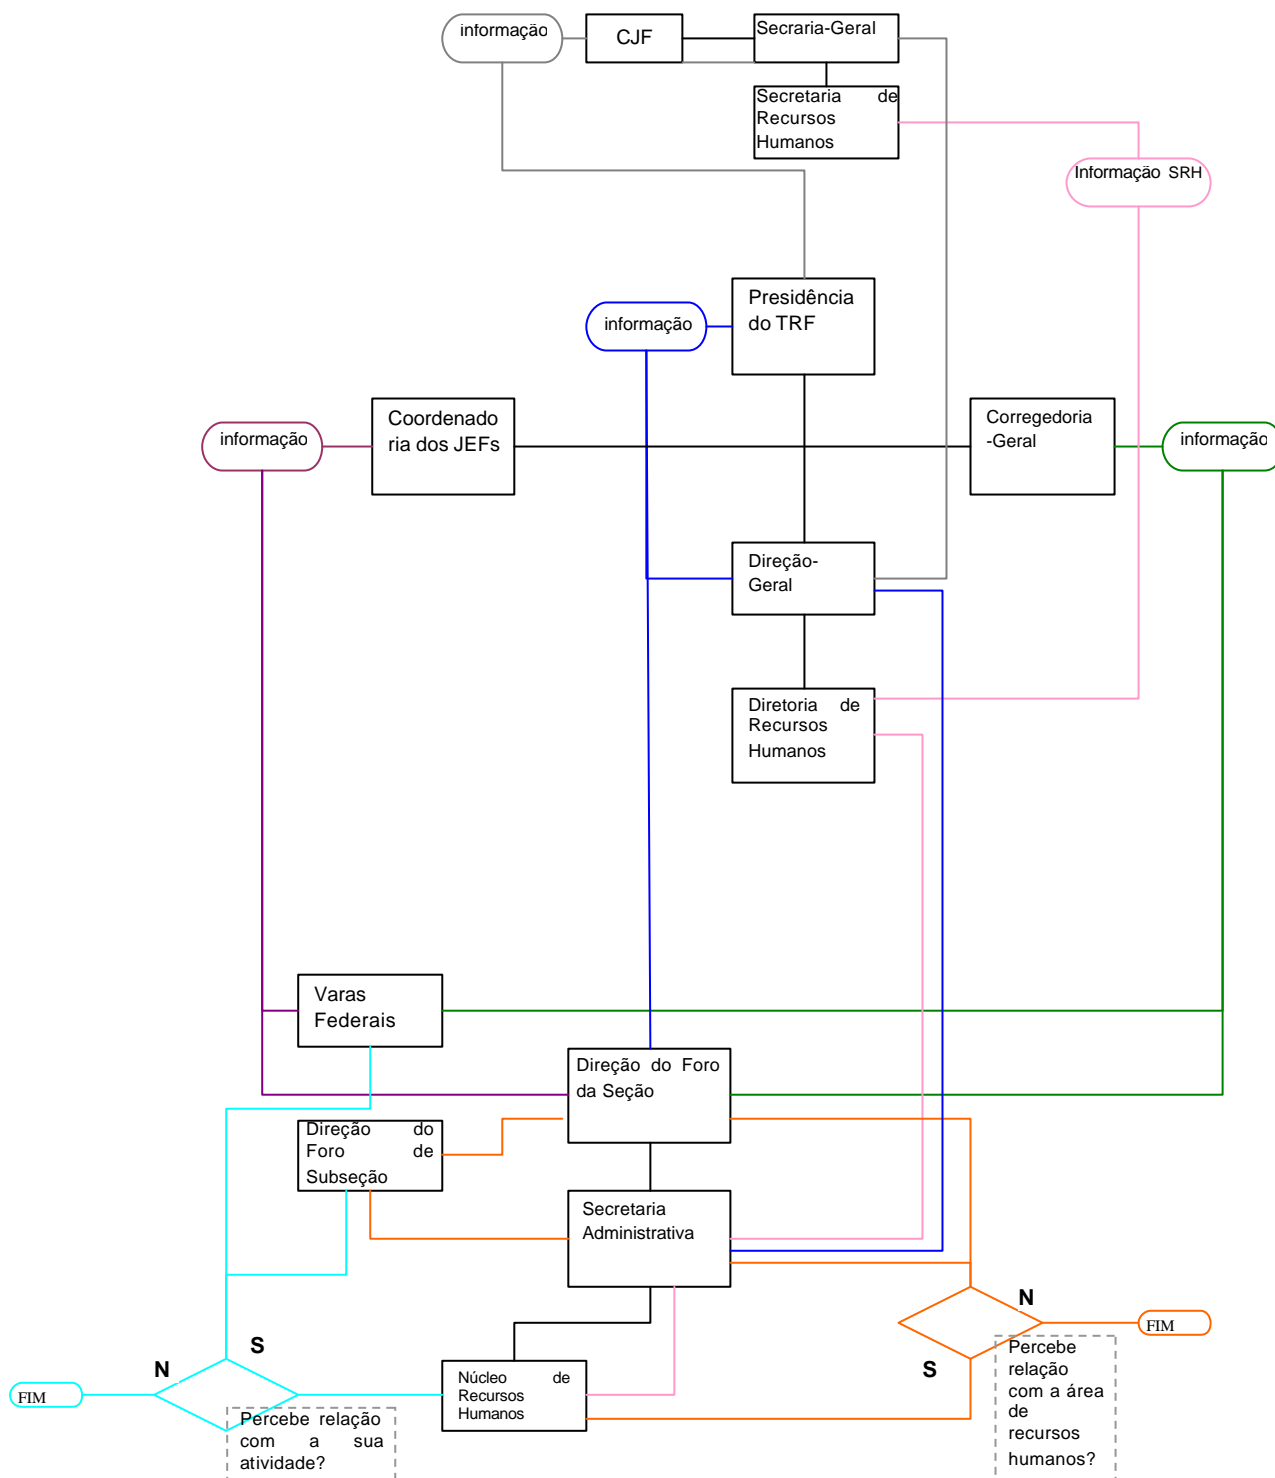 informação
CJF
Secraria-Geral
Secretaria de
Recursos
Humanos
Informação SRH
Presidência
do TRF
informação
Coordenado
ria dos JEFs
Corregedoria
-Geral
informação
informação
Direção-
Geral
Diretoria de
Recursos
Humanos
Varas
Federais
Direção do Foro
da Seção
Direção do
Foro de
Subseção
Secretaria
Administrativa
N
FIM
S
Percebe
relação
com a área
de
recursos
humanos?
S
N
FIM
Núcleo de
Recursos
Humanos
Percebe relação
com a sua
atividade?